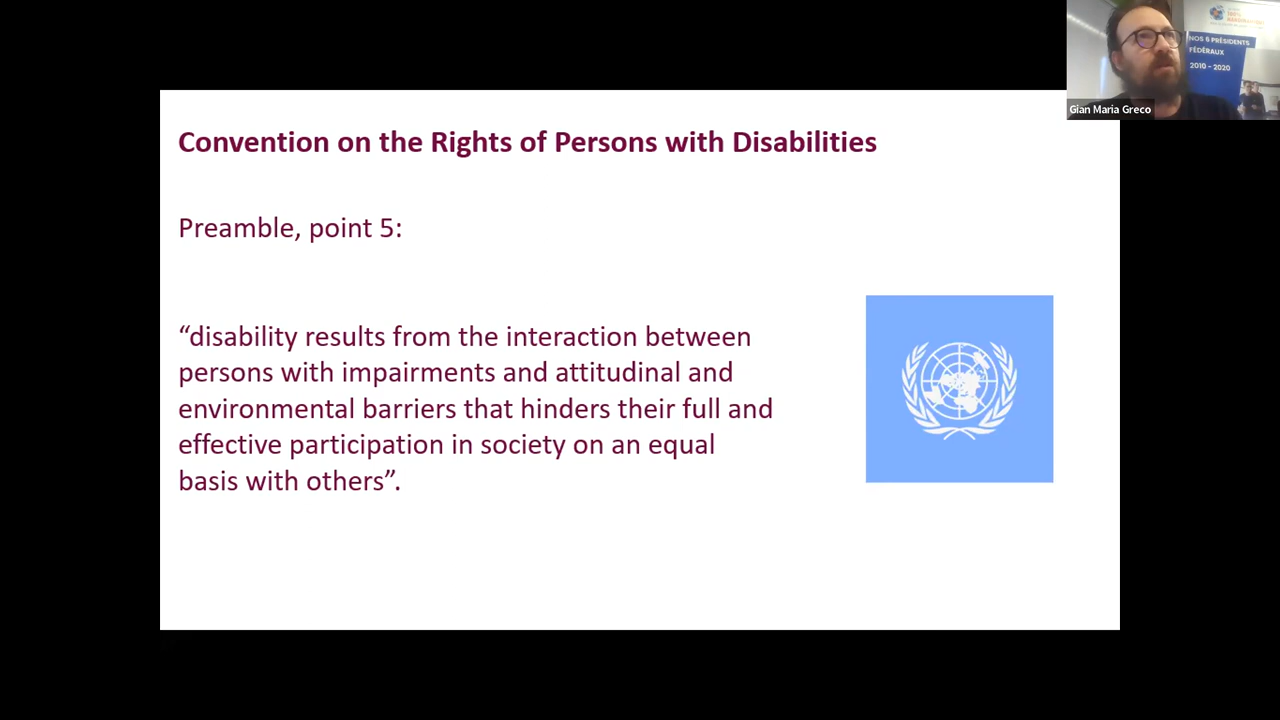 Convention on the Rights of Persons with Disabilities
Preamble, point 5:
“disability results from the interaction between
persons with impairments and attitudinal and
environmental barriers that hinders their full and
effective participation in society on an equal
basis with others”.
NOS 5 PRÉSIDENTS
FÉDÉRAUX
2010 - 2020
Gian Maria Greco